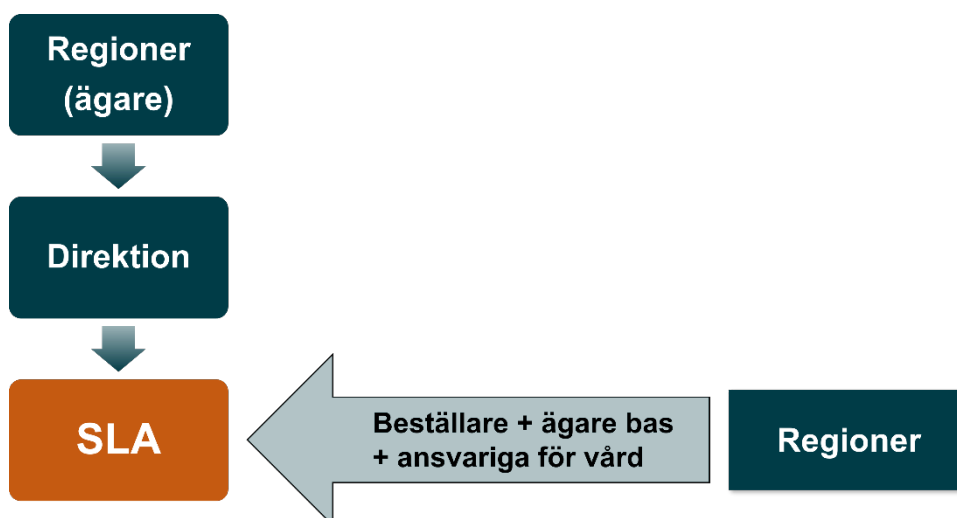 Regioner
(ägare)
Direktion
SLA
Beställare + ägare bas
+ ansvariga för vård
Regioner